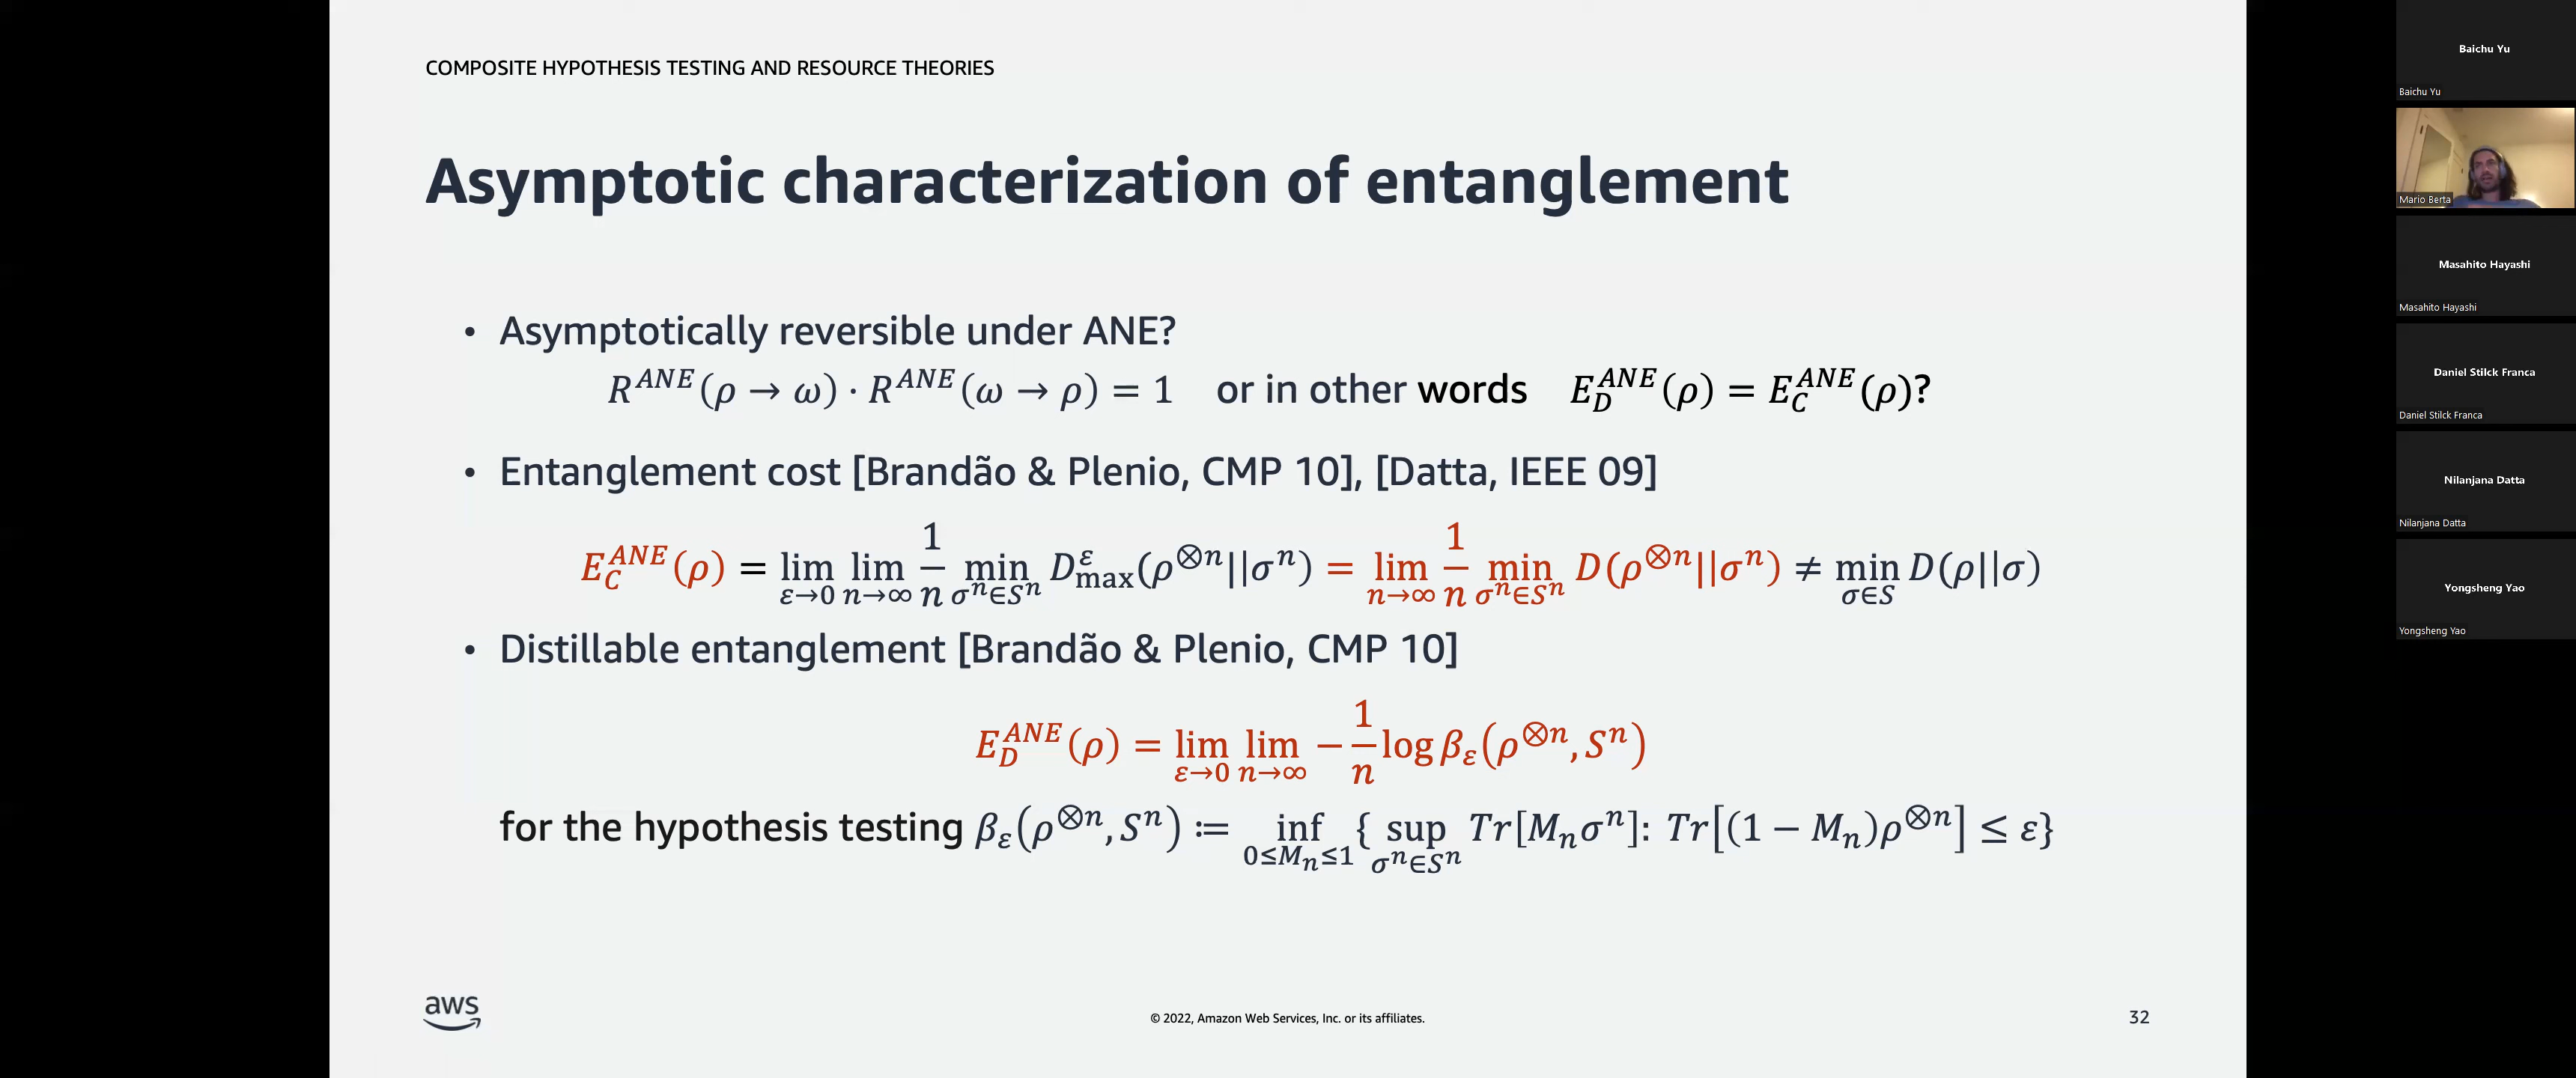 COMPOSITE HYPOTHESIS TESTING AND RESOURCE THEORIES
Asymptotic characterization of entanglement
• Asymptotically reversible under ANE?
R^{ANE}(ρ → ω) · R^{ANE}(ω → ρ) = 1 or in other words E_D^{ANE}(ρ) = E_C^{ANE}(ρ)?
• Entanglement cost [Brandão & Plenio, CMP 10], [Datta, IEEE 09]
E_C^{ANE}(ρ) = lim_{ε→0} lim_{n→∞} 1/n min_{σ^n∈S^n} D_{max}^ε(ρ^{⊗n}||σ^n) = lim_{n→∞} 1/n min_{σ^n∈S^n} D(ρ^{⊗n}||σ^n) ≠ min_{σ∈S} D(ρ||σ)
• Distillable entanglement [Brandão & Plenio, CMP 10]
E_D^{ANE}(ρ) = lim_{ε→0} lim_{n→∞} − 1/n log β_ε(ρ^{⊗n}, S^n)
for the hypothesis testing β_ε(ρ^{⊗n}, S^n) ≔ inf_{0≤M_n≤1} { sup_{σ^n∈S^n} Tr[M_nσ^n]: Tr[(1 − M_n)ρ^{⊗n}] ≤ ε}
aws
© 2022, Amazon Web Services, Inc. or its affiliates.
32
Baichu Yu
Baichu Yu
Mario Berta
Masahito Hayashi
Masahito Hayashi
Daniel Stilck Franca
Daniel Stilck Franca
Nilanjana Datta
Nilanjana Datta
Yongsheng Yao
Yongsheng Yao